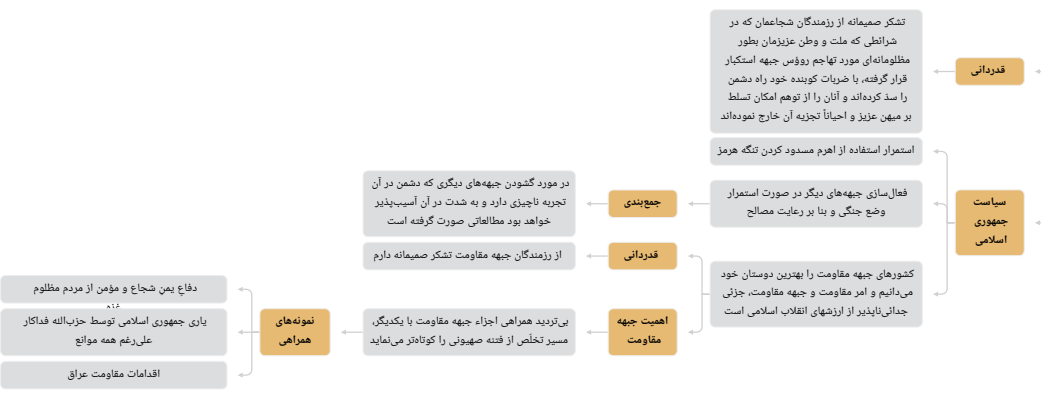 قدردانی
تشکر صمیمانه از رزمندگان شجاعمان که در
شرائطی که ملت و وطن عزیزمان بطور
مظلومانه‌ای مورد تهاجم روؤس جبهه استکبار
قرار گرفته، با ضربات کوبنده خود راه دشمن
را سدّ کرده‌اند و آنان را از توهم امکان تسلط
بر میهن عزیز و احیاناً تجزیه آن خارج نموده‌اند
سیاست
جمهوری
اسلامی
استمرار استفاده از اهرم مسدود کردن تنگه هرمز
فعال‌سازی جبهه‌های دیگر در صورت استمرار
وضع جنگی و بنا بر رعایت مصالح
جمع‌بندی
در مورد گشودن جبهه‌های دیگری که دشمن در آن
تجربه ناچیزی دارد و به شدت در آن آسیب‌پذیر
خواهد بود مطالعاتی صورت گرفته است
کشورهای جبهه مقاومت را بهترین دوستان خود
می‌دانیم و امر مقاومت و جبهه مقاومت، جزئی
جدائی‌ناپذیر از ارزشهای انقلاب اسلامی است
قدردانی
از رزمندگان جبهه مقاومت تشکر صمیمانه دارم
اهمیت جبهه
مقاومت
بی‌تردید همراهی اجزاء جبهه مقاومت با یکدیگر،
مسیر تخلّص از فتنه صهیونی را کوتاه‌تر می‌نماید
نمونه‌های
همراهی
دفاع یمنِ شجاع و مؤمن از مردم مظلوم
غزه
یاری جمهوری اسلامی توسط حزب‌الله فداکار
علی‌رغم همه موانع
اقدامات مقاومت عراق